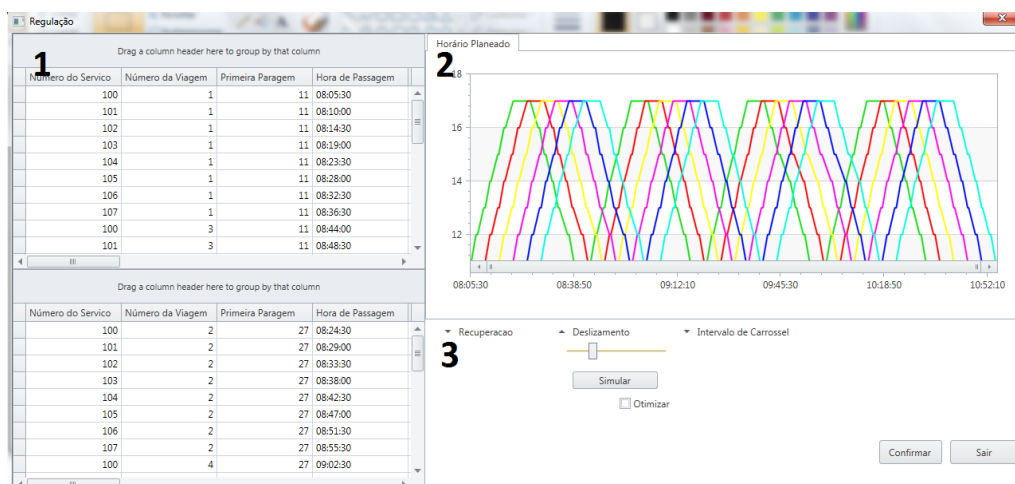 Regulação
1
Drag a column header here to group by that column
Número do Servico Número da Viagem Primeira Paragem Hora de Passagem
100 1 11 08:05:30
101 1 11 08:10:00
102 1 11 08:14:30
103 1 11 08:19:00
104 1 11 08:23:30
105 1 11 08:28:00
106 1 11 08:32:30
107 1 11 08:36:30
100 3 11 08:44:00
101 3 11 08:48:30
Drag a column header here to group by that column
Número do Servico Número da Viagem Primeira Paragem Hora de Passagem
100 2 27 08:24:30
101 2 27 08:29:00
102 2 27 08:33:30
103 2 27 08:38:00
104 2 27 08:42:30
105 2 27 08:47:00
106 2 27 08:51:30
107 2 27 08:55:30
100 4 27 09:02:30
Horário Planeado
2
18
16
14
12
08:05:30 08:38:50 09:12:10 09:45:30 10:18:50 10:52:10
Recuperacao Deslizamento Intervalo de Carrossel
3
Simular
Otimizar
Confirmar Sair